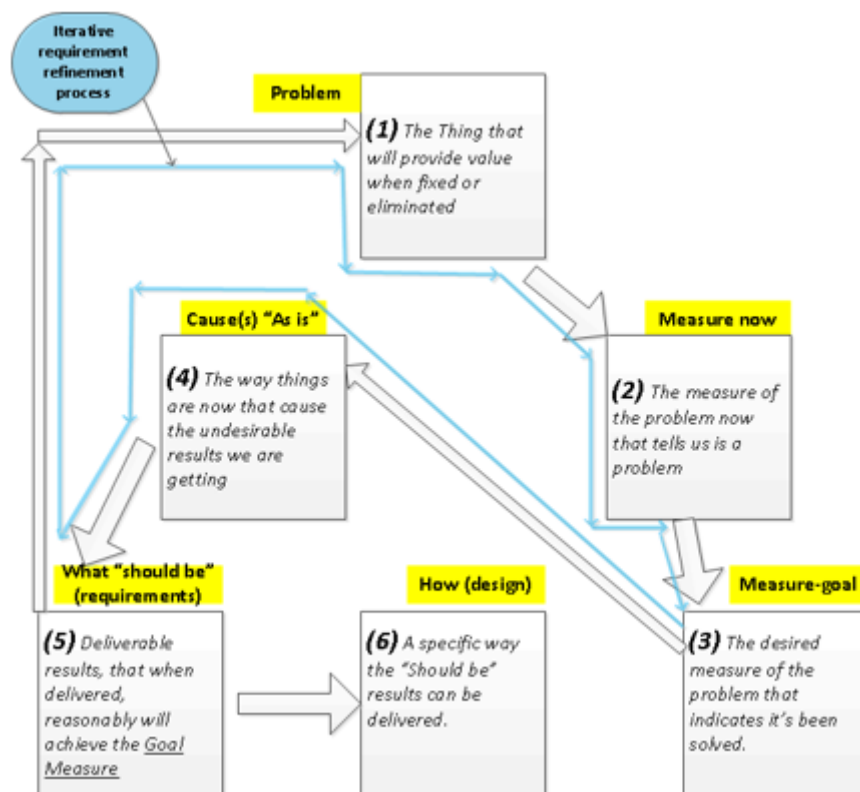 Iterative
requirement
refinement
process
Problem
(1) The Thing that
will provide value
when fixed or
eliminated
Cause(s) “As is”
Measure now
(4) The way things
are now that cause
the undesirable
results we are
getting
(2) The measure of
the problem now
that tells us is a
problem
What “should be”
(requirements)
How (design)
Measure-goal
(5) Deliverable
results, that when
delivered,
reasonably will
achieve the Goal
Measure
(6) A specific way
the “Should be”
results can be
delivered.
(3) The desired
measure of the
problem that
indicates it’s been
solved.